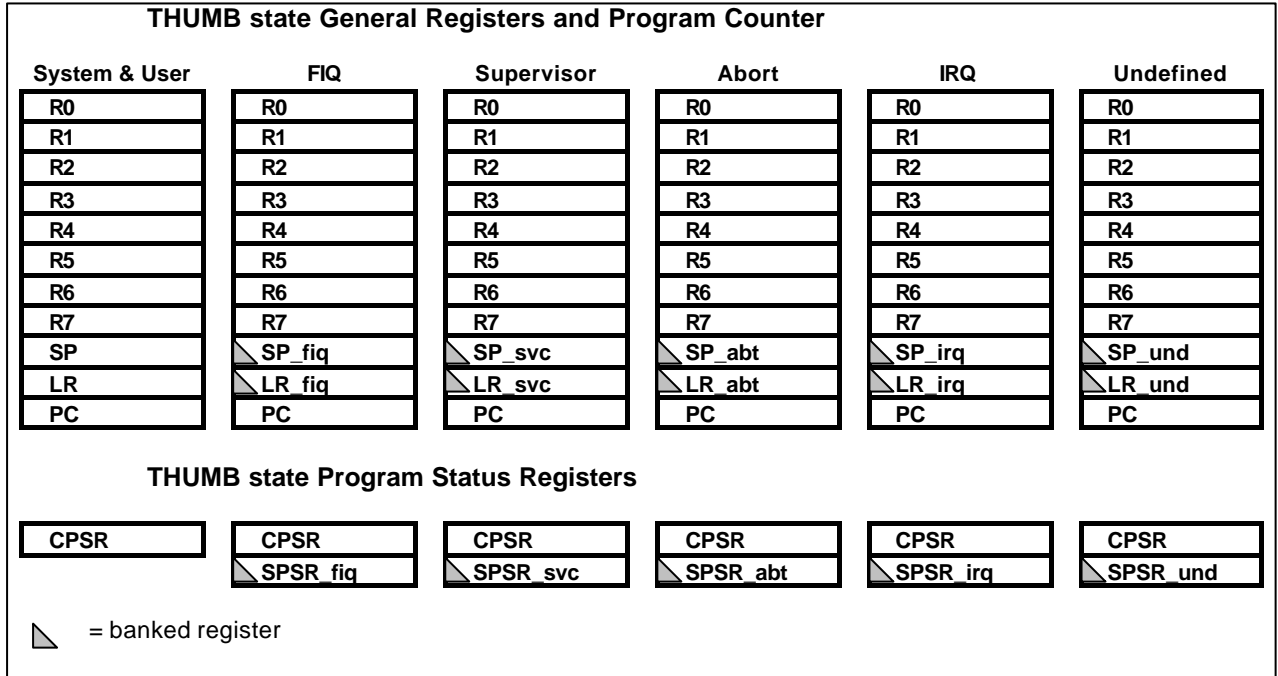 THUMB state General Registers and Program Counter
System & User FIQ Supervisor Abort IRQ Undefined
R0 R0 R0 R0 R0 R0
R1 R1 R1 R1 R1 R1
R2 R2 R2 R2 R2 R2
R3 R3 R3 R3 R3 R3
R4 R4 R4 R4 R4 R4
R5 R5 R5 R5 R5 R5
R6 R6 R6 R6 R6 R6
R7 R7 R7 R7 R7 R7
SP SP_fiq SP_svc SP_abt SP_irq SP_und
LR LR_fiq LR_svc LR_abt LR_irq LR_und
PC PC PC PC PC PC
THUMB state Program Status Registers
CPSR CPSR CPSR CPSR CPSR CPSR
SPSR_fiq SPSR_svc SPSR_abt SPSR_irq SPSR_und
= banked register